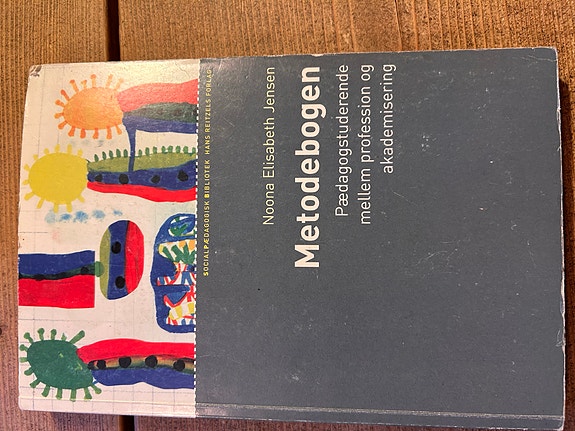 SOCIALPÆDAGOGISK BIBLIOTEK HANS REITZELS FORLAG
Noona Elisabeth Jensen
Metodebogen
Pædagogstuderende
mellem profession og
akademisering